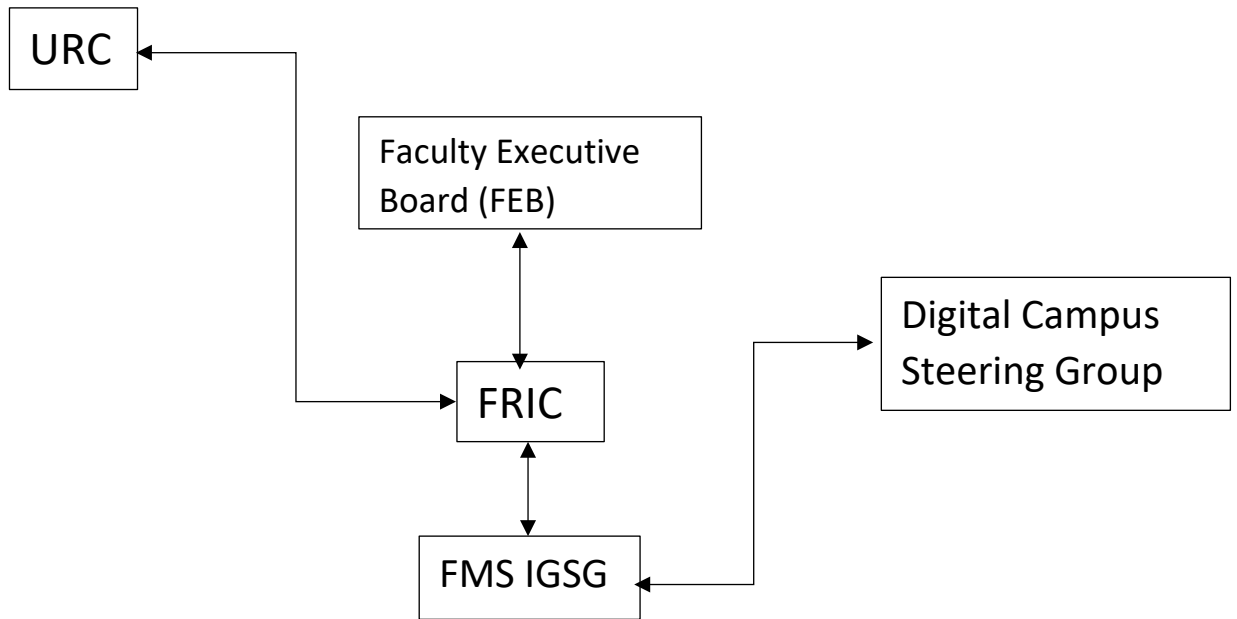 URC
Faculty Executive
Board (FEB)
Digital Campus
Steering Group
FRIC
FMS IGSG